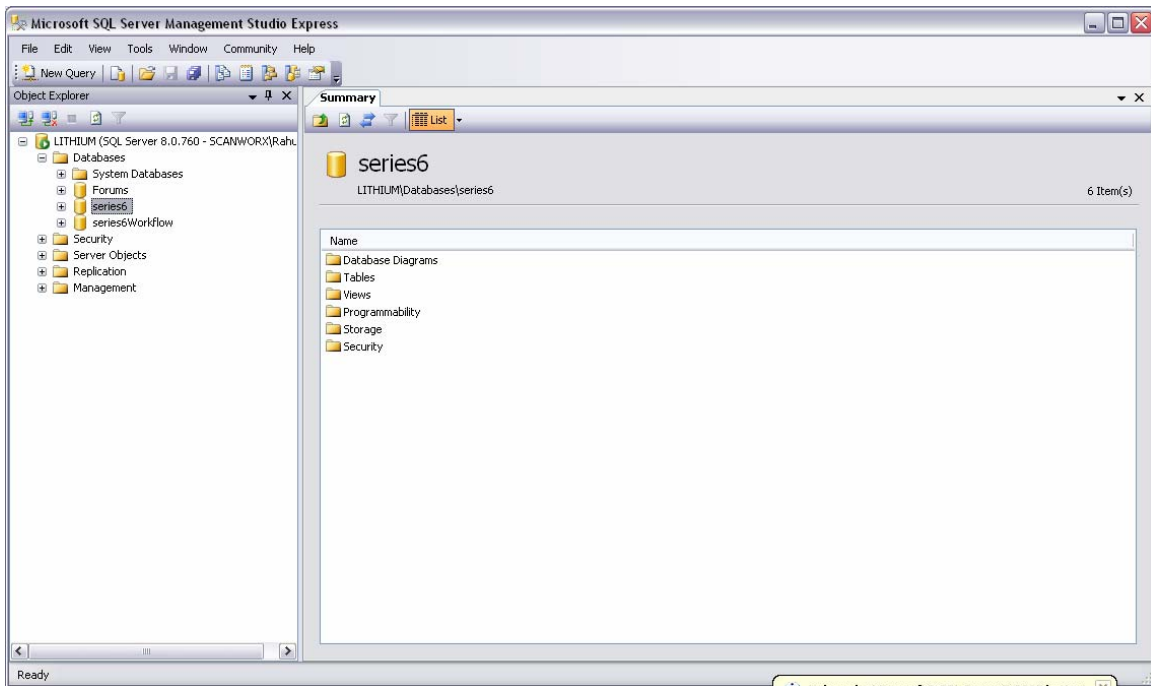 Microsoft SQL Server Management Studio Express
File Edit View Tools Window Community Help
New Query
Object Explorer
LITHIUM (SQL Server 8.0.760 - SCANWORX\Rahu
Databases
System Databases
Forums
series6
series6Workflow
Security
Server Objects
Replication
Management
Summary
List
series6
LITHIUM\Databases\series6
6 Item(s)
Name
Database Diagrams
Tables
Views
Programmability
Storage
Security
Ready